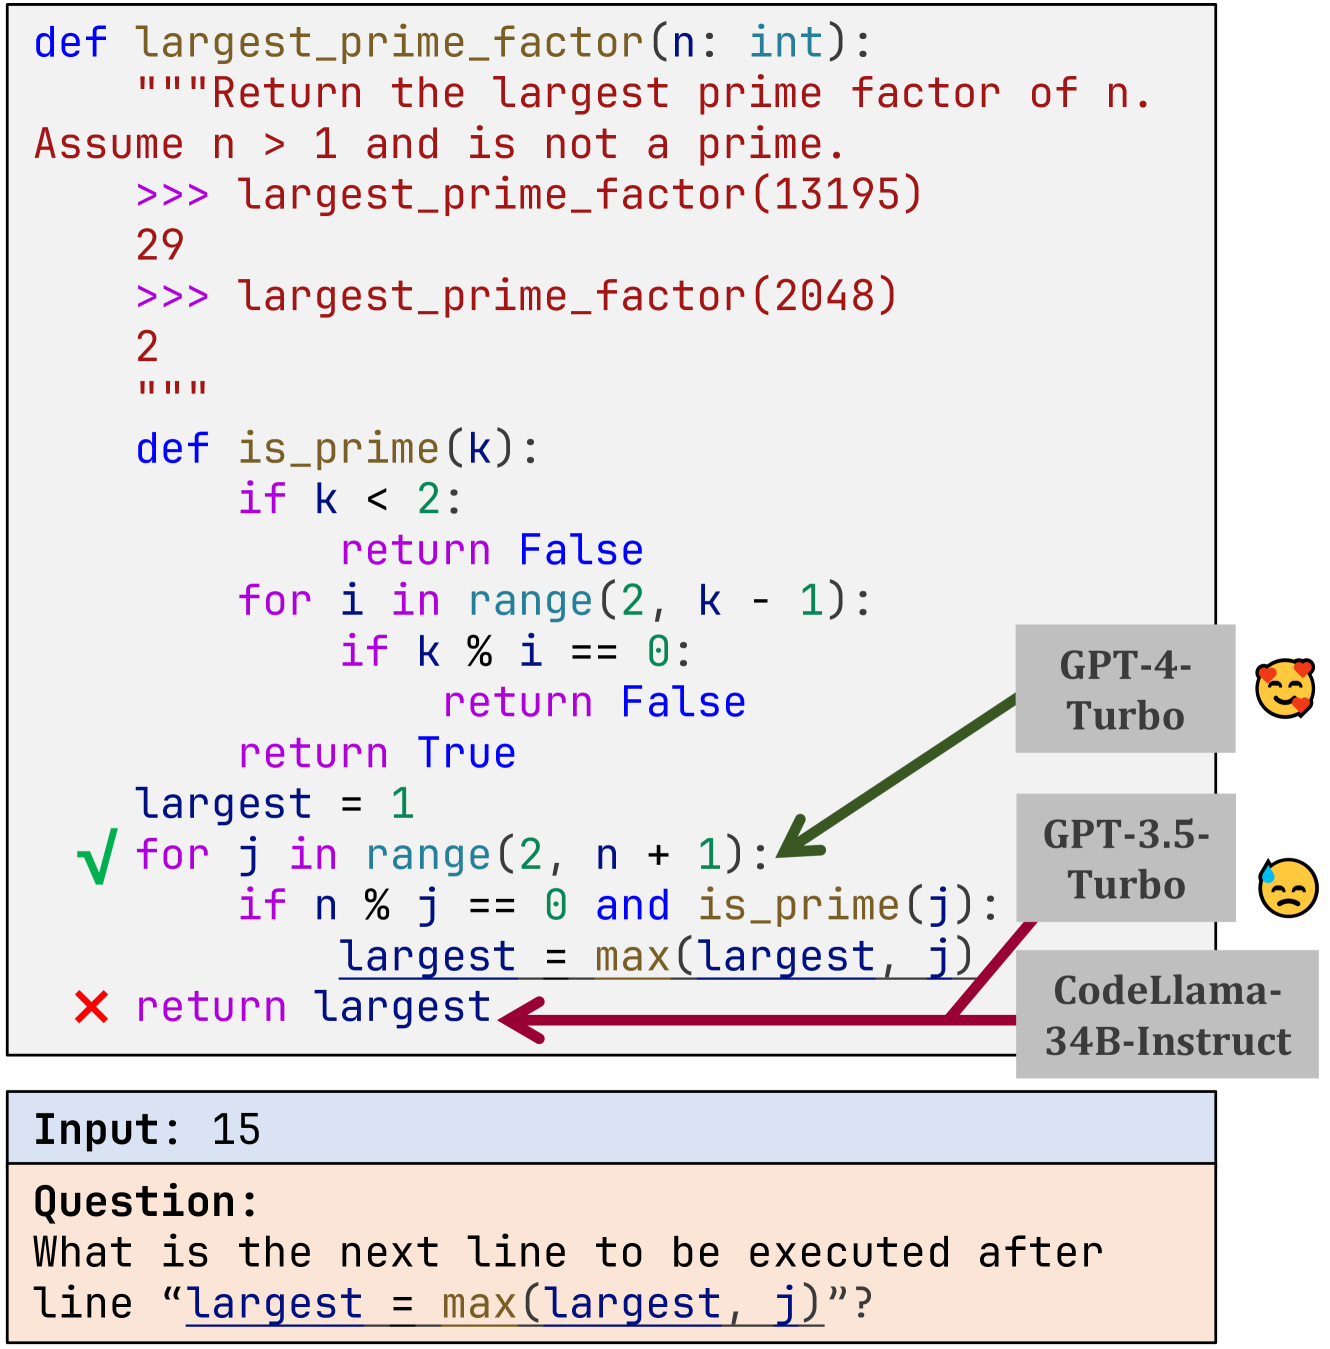 def largest_prime_factor(n: int):
    """Return the largest prime factor of n.
Assume n > 1 and is not a prime.
    >>> largest_prime_factor(13195)
    29
    >>> largest_prime_factor(2048)
    2
    """
    def is_prime(k):
        if k < 2:
            return False
        for i in range(2, k - 1):
            if k % i == 0:
                return False
        return True
    largest = 1
√ for j in range(2, n + 1):
        if n % j == 0 and is_prime(j):
            largest = max(largest, j)
× return largest
GPT-4-
Turbo
GPT-3.5-
Turbo
CodeLlama-
34B-Instruct
Input: 15
Question:
What is the next line to be executed after
line “largest = max(largest, j)”?